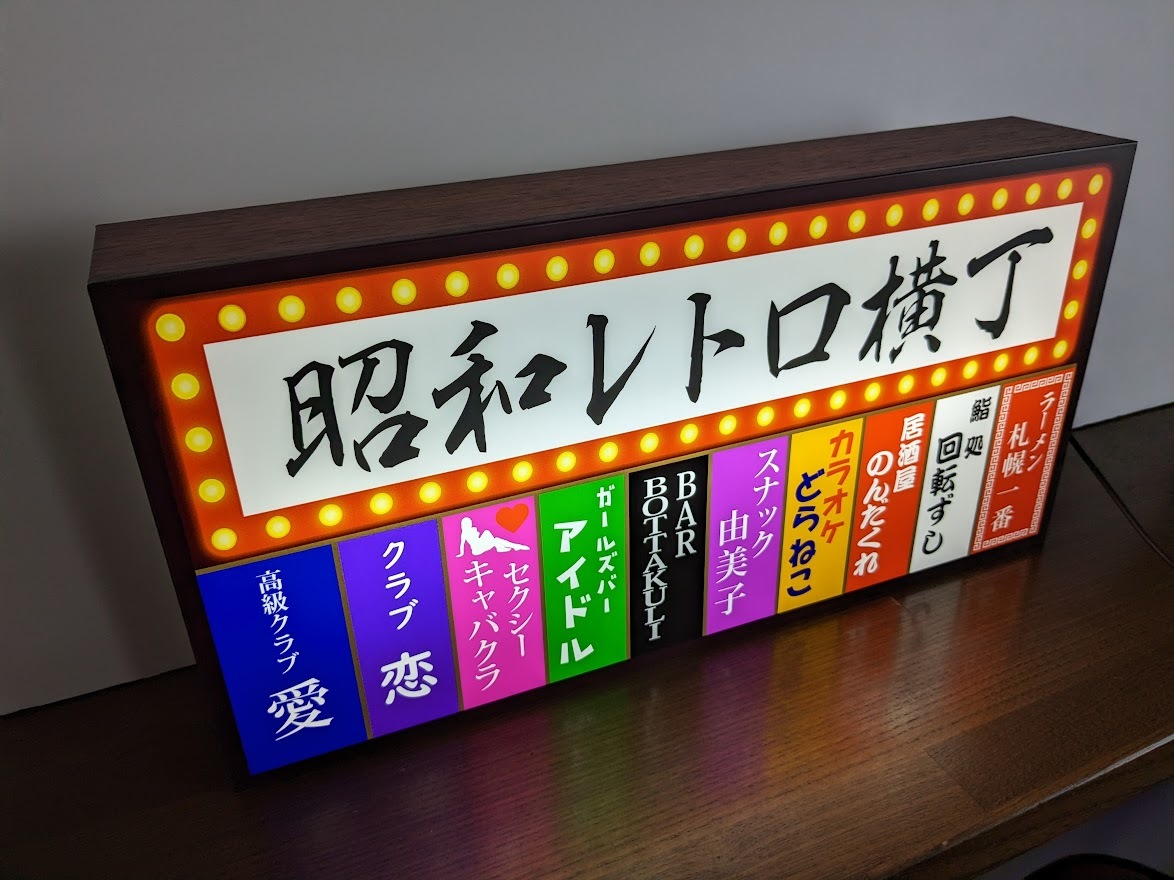 昭和レトロ横丁
高級クラブ
愛
クラブ
恋
セクシー
キャバクラ
ガールズバー
アイドル
BAR
BOTTAKULI
スナック
由美子
カラオケ
どらねこ
居酒屋
のんだくれ
鮨処
回転ずし
ラーメン
札幌一番